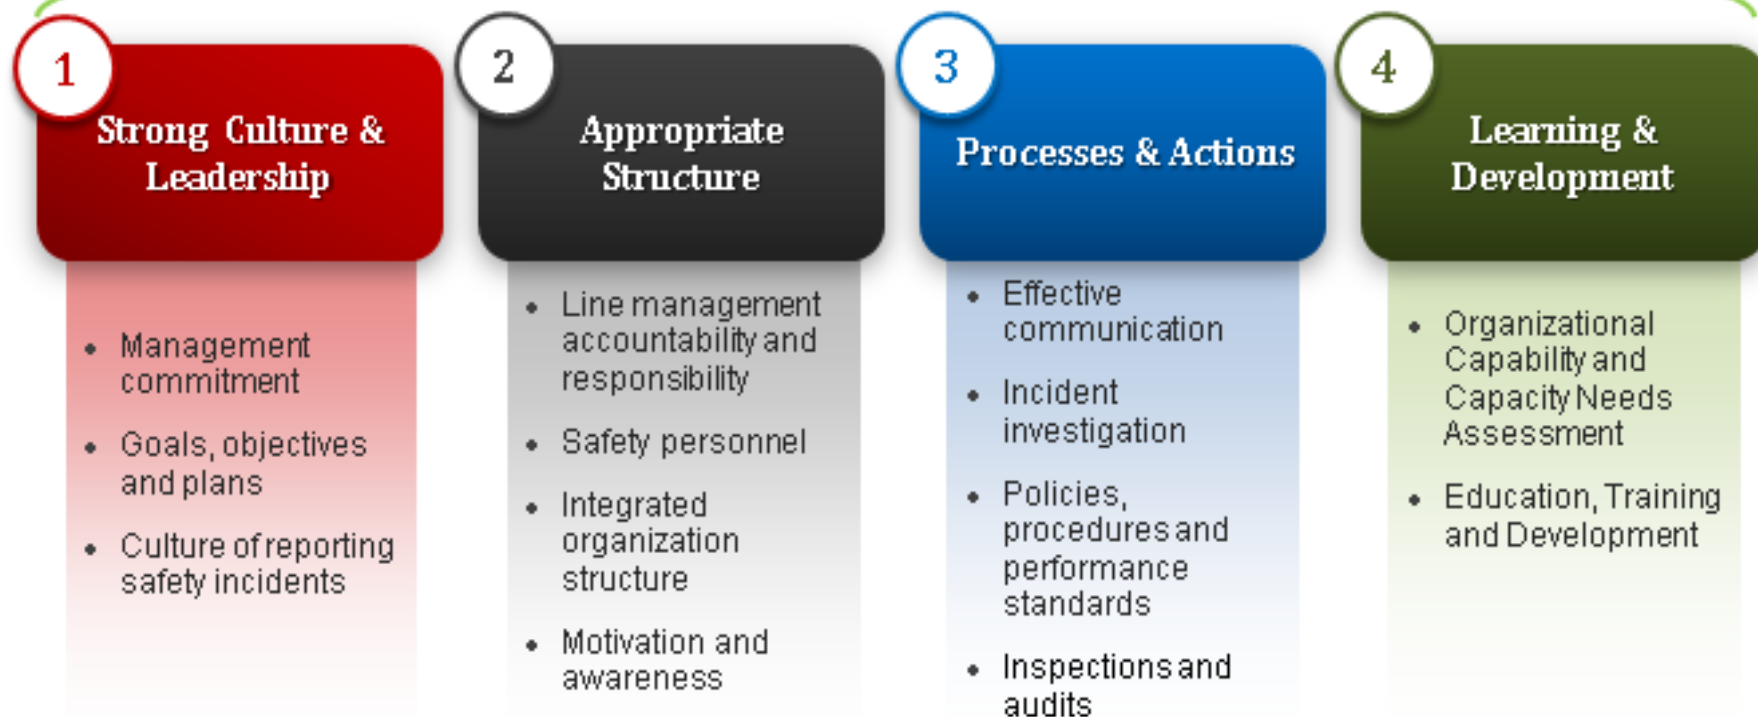 1
Strong Culture &
Leadership
• Management
commitment
• Goals, objectives
and plans
• Culture of reporting
safety incidents
2
Appropriate
Structure
• Line management
accountability and
responsibility
• Safety personnel
• Integrated
organization
structure
• Motivation and
awareness
3
Processes & Actions
• Effective
communication
• Incident
investigation
• Policies,
procedures and
performance
standards
• Inspections and
audits
4
Learning &
Development
• Organizational
Capability and
Capacity Needs
Assessment
• Education, Training
and Development